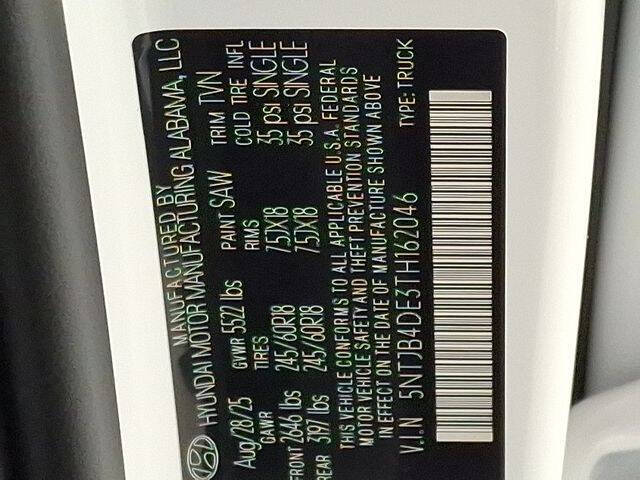 MANUFACTURED BY
HYUNDAI MOTOR MANUFACTURING ALABAMA, LLC
Aug/28/25 GVWR 5522 lbs PAINT SAW TRIM TVN
GAWR TIRES RIMS COLD TIRE INFL
FRONT 2646 lbs 245/60R18 7.5JX18 35 psi SINGLE
REAR 3197 lbs 245/60R18 7.5JX18 35 psi SINGLE
THIS VEHICLE CONFORMS TO ALL APPLICABLE U.S.A. FEDERAL
MOTOR VEHICLE SAFETY AND THEFT PREVENTION STANDARDS
IN EFFECT ON THE DATE OF MANUFACTURE SHOWN ABOVE
V.I.N 5NTJB4DE3TH162046 TYPE: TRUCK